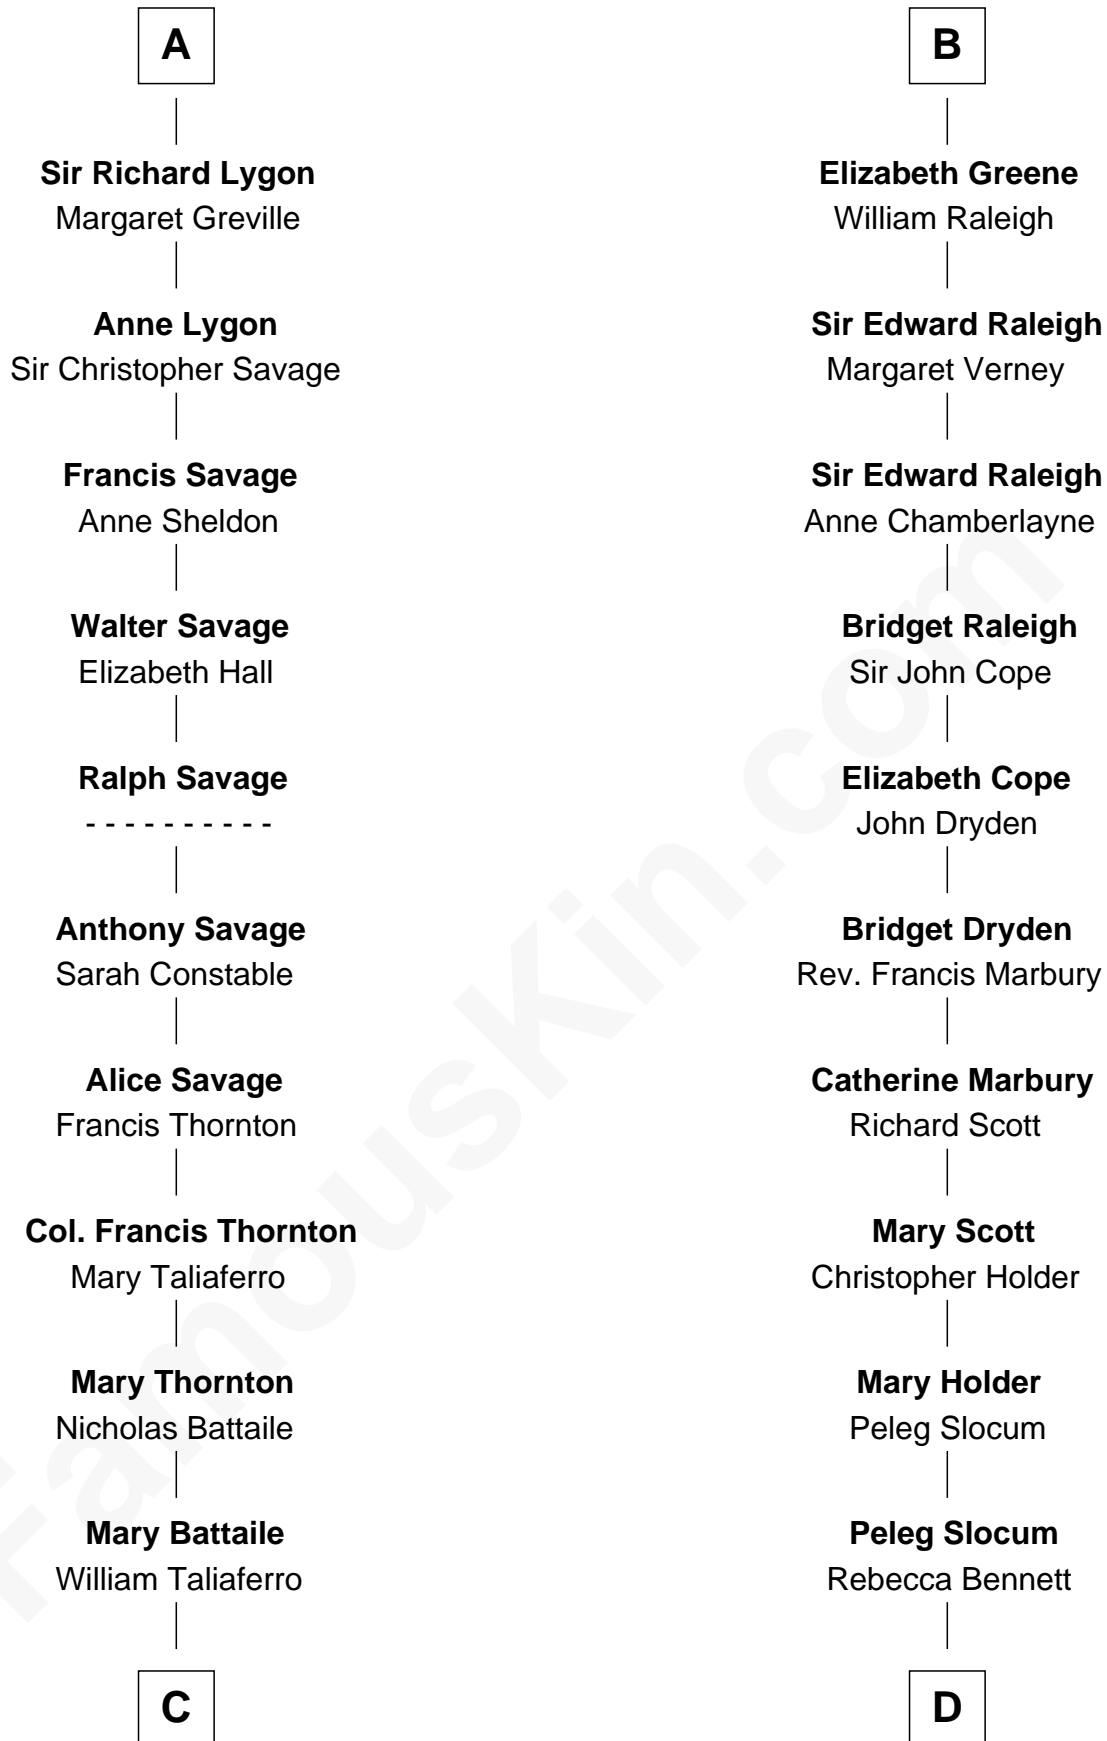 A
Sir Richard Lygon
Margaret Greville
Anne Lygon
Sir Christopher Savage
Francis Savage
Anne Sheldon
Walter Savage
Elizabeth Hall
Ralph Savage
- - - - - - - - - -
Anthony Savage
Sarah Constable
Alice Savage
Francis Thornton
Col. Francis Thornton
Mary Taliaferro
Mary Thornton
Nicholas Battaile
Mary Battaile
William Taliaferro
C
B
Elizabeth Greene
William Raleigh
Sir Edward Raleigh
Margaret Verney
Sir Edward Raleigh
Anne Chamberlayne
Bridget Raleigh
Sir John Cope
Elizabeth Cope
John Dryden
Bridget Dryden
Rev. Francis Marbury
Catherine Marbury
Richard Scott
Mary Scott
Christopher Holder
Mary Holder
Peleg Slocum
Peleg Slocum
Rebecca Bennett
D
FamousKin.com